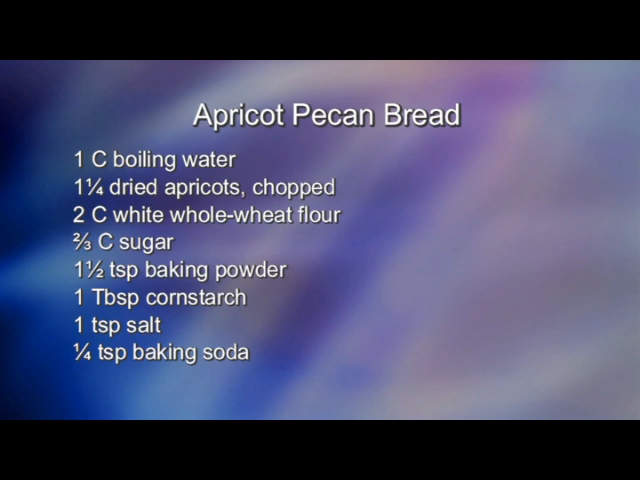 Apricot Pecan Bread
1 C boiling water
1¼ dried apricots, chopped
2 C white whole-wheat flour
⅔ C sugar
1½ tsp baking powder
1 Tbsp cornstarch
1 tsp salt
¼ tsp baking soda